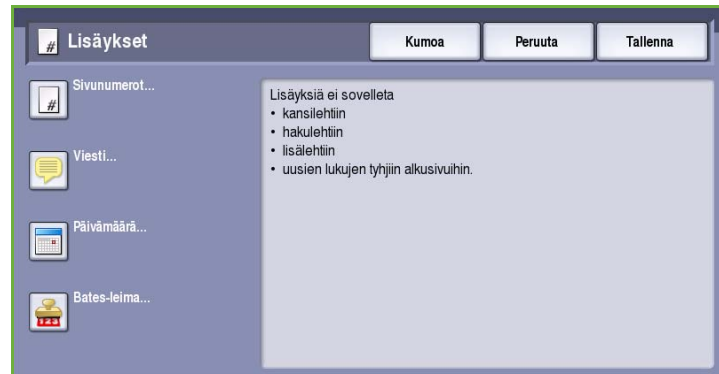 Lisäykset
Kumoa
Peruuta
Tallenna
Sivunumerot...
Viesti...
Päivämäärä...
Bates-leima...
Lisäyksiä ei sovelleta
• kansilehtiin
• hakulehtiin
• lisälehtiin
• uusien lukujen tyhjiin alkusivuihin.